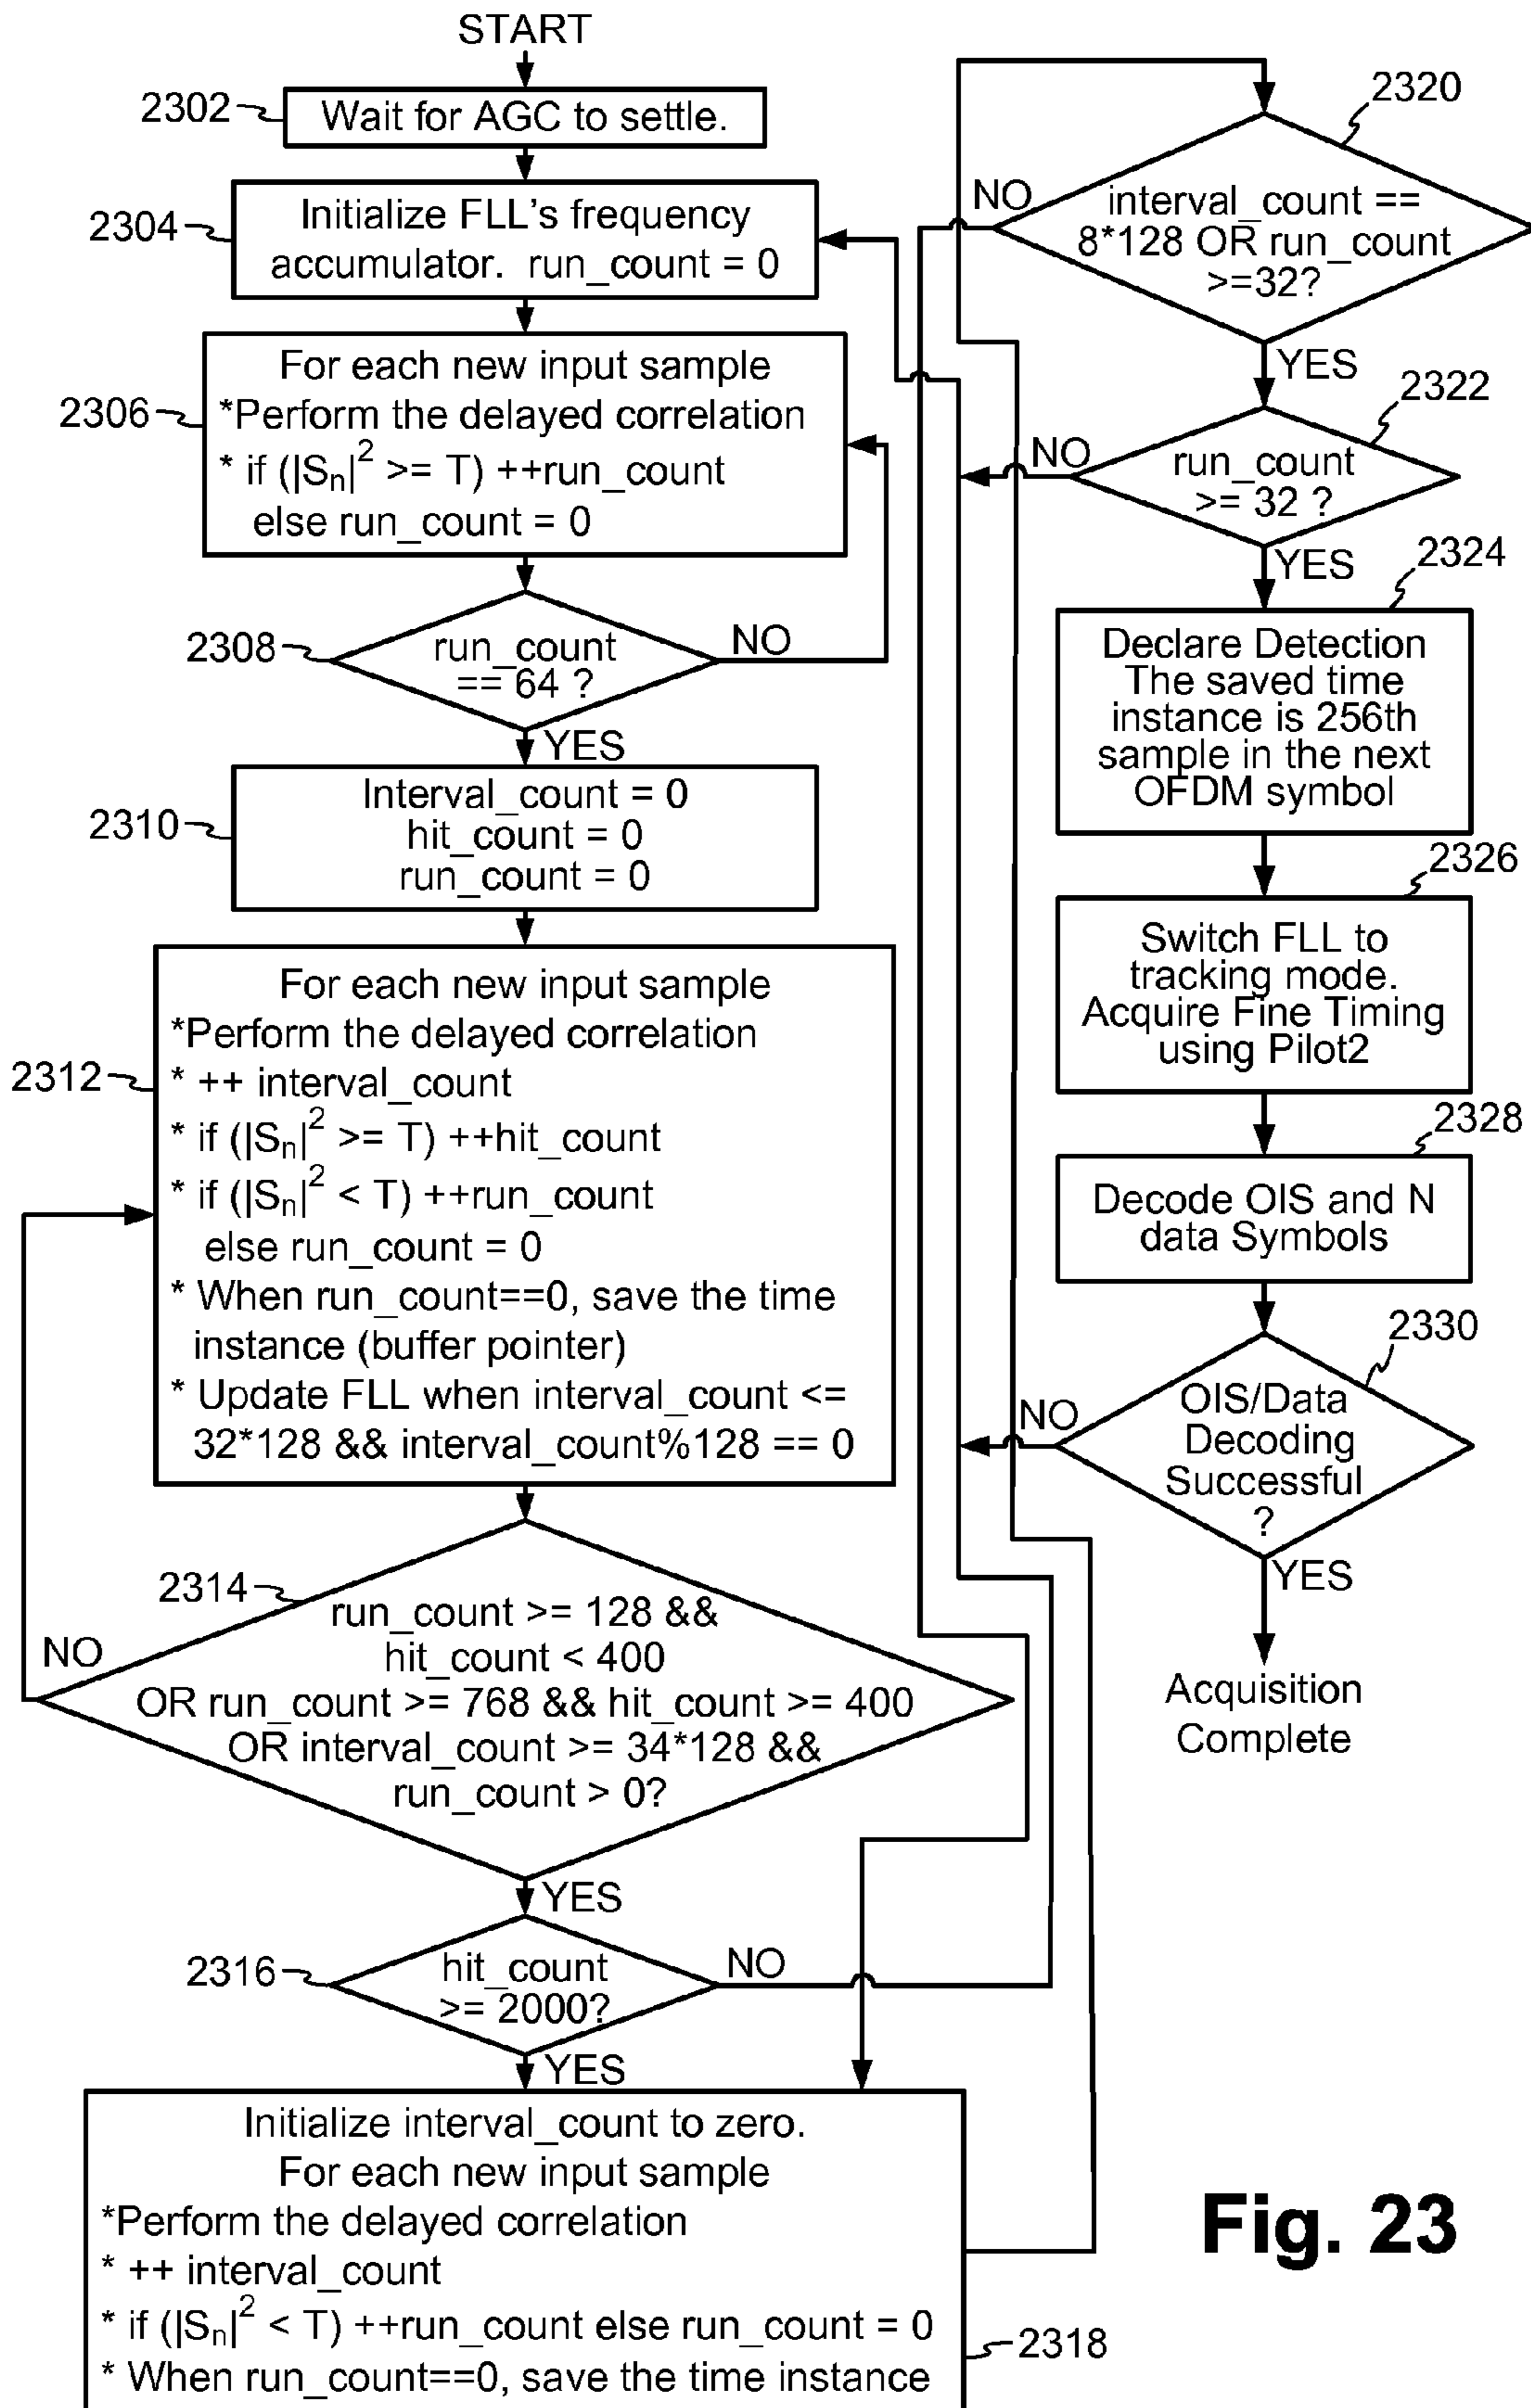 START
2302
Wait for AGC to settle.
2304
Initialize FLL's frequency
accumulator. run_count = 0
2306
For each new input sample
*Perform the delayed correlation
* if (|Sn|2 >= T) ++run_count
else run_count = 0
2308
run_count
== 64 ?
NO
YES
2310
Interval_count = 0
hit_count = 0
run_count = 0
2312
For each new input sample
*Perform the delayed correlation
* ++ interval_count
* if (|Sn|2 >= T) ++hit_count
* if (|Sn|2 < T) ++run_count
else run_count = 0
* When run_count==0, save the time
instance (buffer pointer)
* Update FLL when interval_count <=
32*128 && interval_count%128 == 0
2314
run_count >= 128 &&
hit_count < 400
OR run_count >= 768 && hit_count >= 400
OR interval_count >= 34*128 &&
run_count > 0?
NO
YES
2316
hit_count
>= 2000?
NO
YES
Initialize interval_count to zero.
For each new input sample
*Perform the delayed correlation
* ++ interval_count
* if (|Sn|2 < T) ++run_count else run_count = 0
* When run_count==0, save the time instance
2318
2320
interval_count ==
8*128 OR run_count
>=32?
NO
YES
2322
run_count
>= 32 ?
NO
YES
2324
Declare Detection
The saved time
instance is 256th
sample in the next
OFDM symbol
2326
Switch FLL to
tracking mode.
Acquire Fine Timing
using Pilot2
2328
Decode OIS and N
data Symbols
2330
OIS/Data
Decoding
Successful
?
NO
YES
Acquisition
Complete
Fig. 23